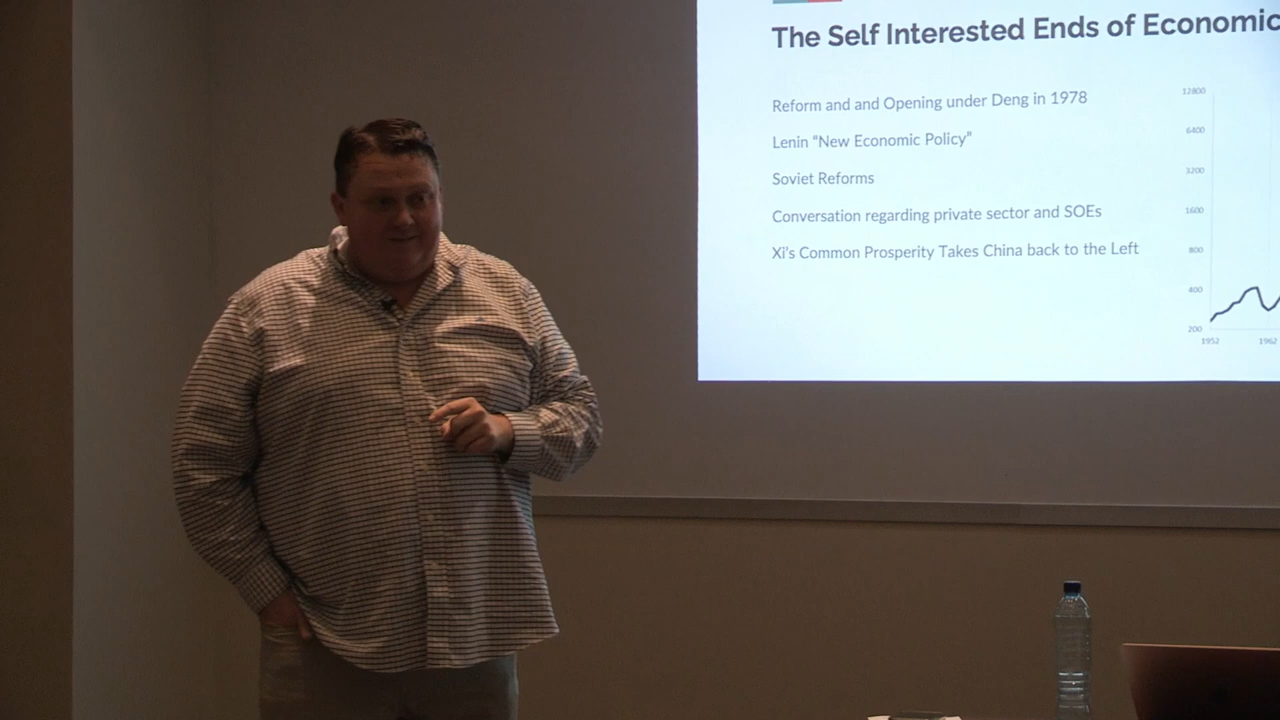 The Self Interested Ends of Economic
Reform and and Opening under Deng in 1978
Lenin "New Economic Policy"
Soviet Reforms
Conversation regarding private sector and SOEs
Xi's Common Prosperity Takes China back to the Left
12800
6400
3200
1600
800
400
200
1952
1962